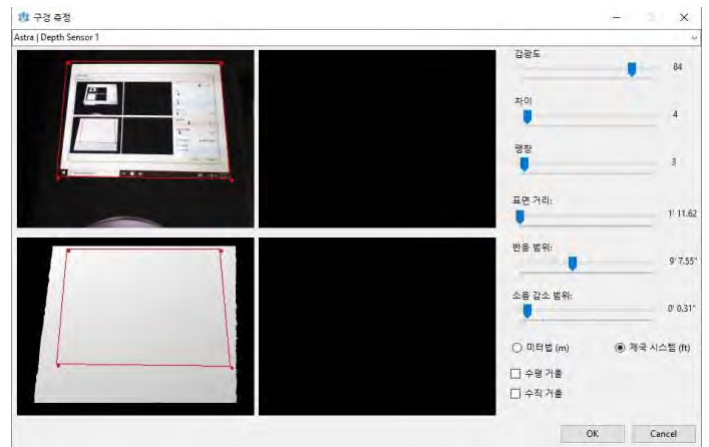 구경 측정
Astra | Depth Sensor 1
감광도
84
차이
4
팽창
3
표면 거리:
1' 11.62
반응 범위:
9' 7.55"
소음 감소 범위:
0' 0.31"
미터법 (m)
제국 시스템 (ft)
수평 거출
수직 거출
OK
Cancel